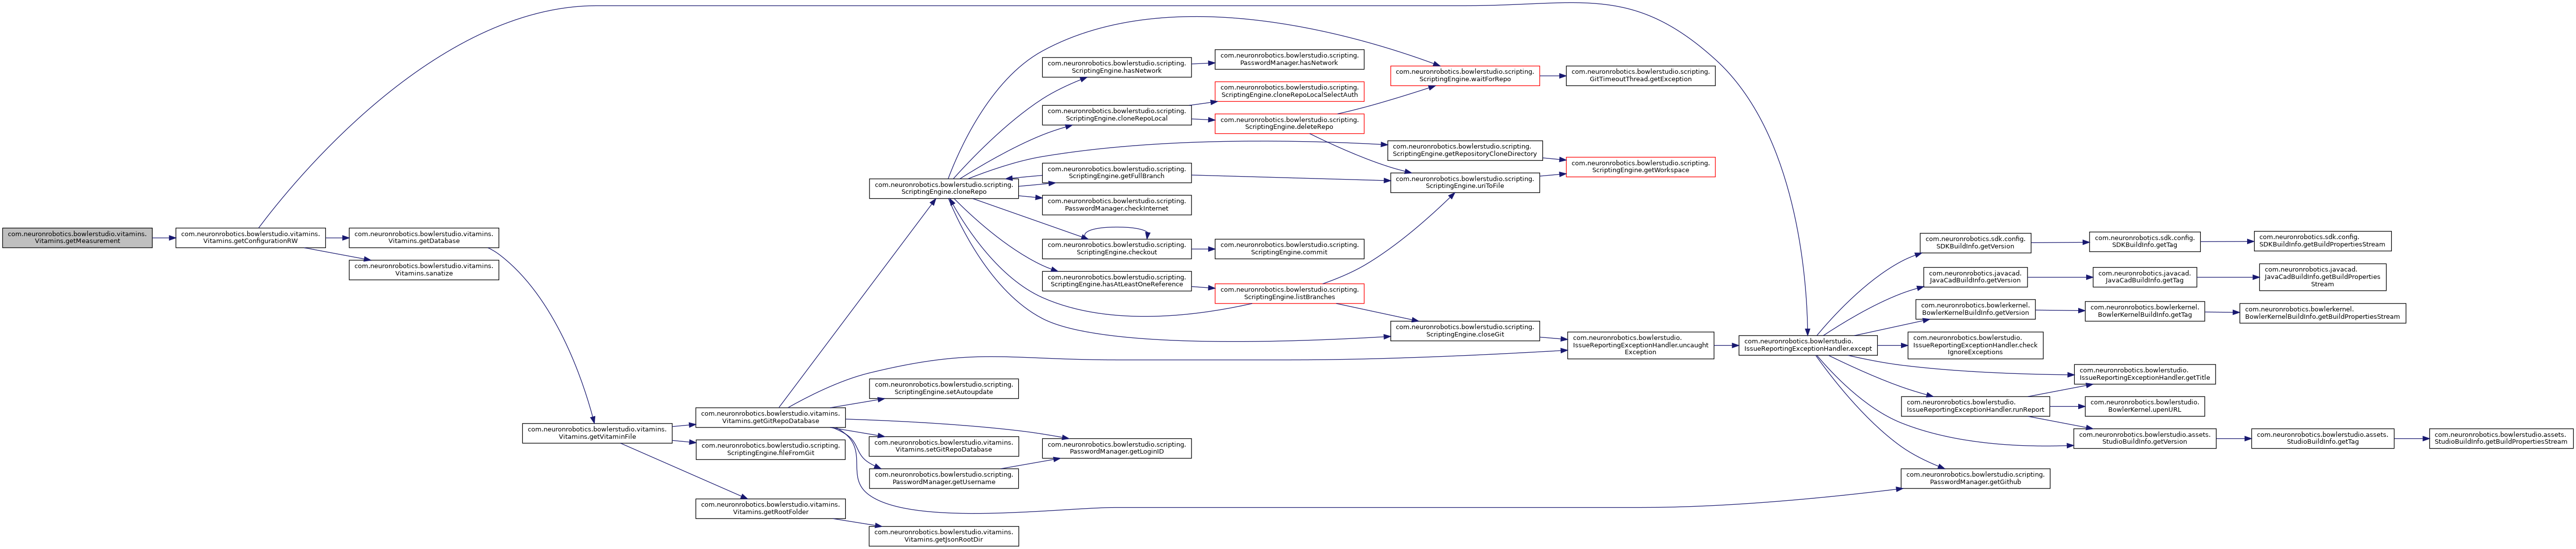 com.neuronrobotics.bowlerstudio.vitamins.
Vitamins.getMeasurement
com.neuronrobotics.bowlerstudio.vitamins.
Vitamins.getConfigurationRW
com.neuronrobotics.bowlerstudio.vitamins.
Vitamins.getDatabase
com.neuronrobotics.bowlerstudio.vitamins.
Vitamins.sanatize
com.neuronrobotics.bowlerstudio.vitamins.
Vitamins.getVitaminFile
com.neuronrobotics.bowlerstudio.vitamins.
Vitamins.getGitRepoDatabase
com.neuronrobotics.bowlerstudio.scripting.
ScriptingEngine.fileFromGit
com.neuronrobotics.bowlerstudio.vitamins.
Vitamins.getRootFolder
com.neuronrobotics.bowlerstudio.scripting.
ScriptingEngine.cloneRepo
com.neuronrobotics.bowlerstudio.scripting.
ScriptingEngine.setAutoupdate
com.neuronrobotics.bowlerstudio.vitamins.
Vitamins.setGitRepoDatabase
com.neuronrobotics.bowlerstudio.scripting.
PasswordManager.getUsername
com.neuronrobotics.bowlerstudio.vitamins.
Vitamins.getJsonRootDir
com.neuronrobotics.bowlerstudio.scripting.
ScriptingEngine.hasNetwork
com.neuronrobotics.bowlerstudio.scripting.
ScriptingEngine.cloneRepoLocal
com.neuronrobotics.bowlerstudio.scripting.
ScriptingEngine.getFullBranch
com.neuronrobotics.bowlerstudio.scripting.
PasswordManager.checkInternet
com.neuronrobotics.bowlerstudio.scripting.
ScriptingEngine.checkout
com.neuronrobotics.bowlerstudio.scripting.
ScriptingEngine.hasAtLeastOneReference
com.neuronrobotics.bowlerstudio.scripting.
PasswordManager.getLoginID
com.neuronrobotics.bowlerstudio.scripting.
PasswordManager.hasNetwork
com.neuronrobotics.bowlerstudio.scripting.
ScriptingEngine.cloneRepoLocalSelectAuth
com.neuronrobotics.bowlerstudio.scripting.
ScriptingEngine.deleteRepo
com.neuronrobotics.bowlerstudio.scripting.
ScriptingEngine.commit
com.neuronrobotics.bowlerstudio.scripting.
ScriptingEngine.listBranches
com.neuronrobotics.bowlerstudio.scripting.
ScriptingEngine.waitForRepo
com.neuronrobotics.bowlerstudio.scripting.
ScriptingEngine.getRepositoryCloneDirectory
com.neuronrobotics.bowlerstudio.scripting.
ScriptingEngine.uriToFile
com.neuronrobotics.bowlerstudio.scripting.
ScriptingEngine.closeGit
com.neuronrobotics.bowlerstudio.scripting.
GitTimeoutThread.getException
com.neuronrobotics.bowlerstudio.scripting.
ScriptingEngine.getWorkspace
com.neuronrobotics.bowlerstudio.
IssueReportingExceptionHandler.uncaught
Exception
com.neuronrobotics.bowlerstudio.
IssueReportingExceptionHandler.except
com.neuronrobotics.sdk.config.
SDKBuildInfo.getVersion
com.neuronrobotics.javacad.
JavaCadBuildInfo.getVersion
com.neuronrobotics.bowlerkernel.
BowlerKernelBuildInfo.getVersion
com.neuronrobotics.bowlerstudio.
IssueReportingExceptionHandler.check
IgnoreExceptions
com.neuronrobotics.bowlerstudio.
IssueReportingExceptionHandler.runReport
com.neuronrobotics.bowlerstudio.scripting.
PasswordManager.getGithub
com.neuronrobotics.sdk.config.
SDKBuildInfo.getTag
com.neuronrobotics.javacad.
JavaCadBuildInfo.getTag
com.neuronrobotics.bowlerkernel.
BowlerKernelBuildInfo.getTag
com.neuronrobotics.bowlerstudio.
IssueReportingExceptionHandler.getTitle
com.neuronrobotics.bowlerstudio.
BowlerKernel.upenURL
com.neuronrobotics.bowlerstudio.assets.
StudioBuildInfo.getVersion
com.neuronrobotics.sdk.config.
SDKBuildInfo.getBuildPropertiesStream
com.neuronrobotics.javacad.
JavaCadBuildInfo.getBuildProperties
Stream
com.neuronrobotics.bowlerkernel.
BowlerKernelBuildInfo.getBuildPropertiesStream
com.neuronrobotics.bowlerstudio.assets.
StudioBuildInfo.getTag
com.neuronrobotics.bowlerstudio.assets.
StudioBuildInfo.getBuildPropertiesStream